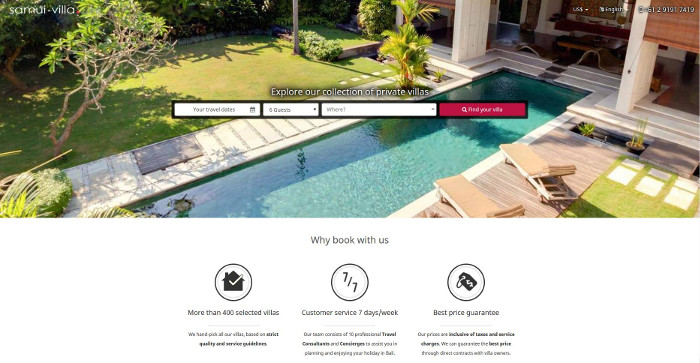 samui·villa
US$
English
+61 2 9191 7419
Explore our collection of private villas
Your travel dates
6 Guests
Where?
Find your villa
Why book with us
7/7
More than 400 selected villas
Customer service 7 days/week
Best price guarantee
We hand-pick all our villas, based on strict
quality and service guidelines.
Our team consists of 10 professional Travel
Consultants and Concierges to assist you in
planning and enjoying your holiday in Bali.
Our prices are inclusive of taxes and service
charges. We can guarantee the best price
through direct contracts with villa owners.